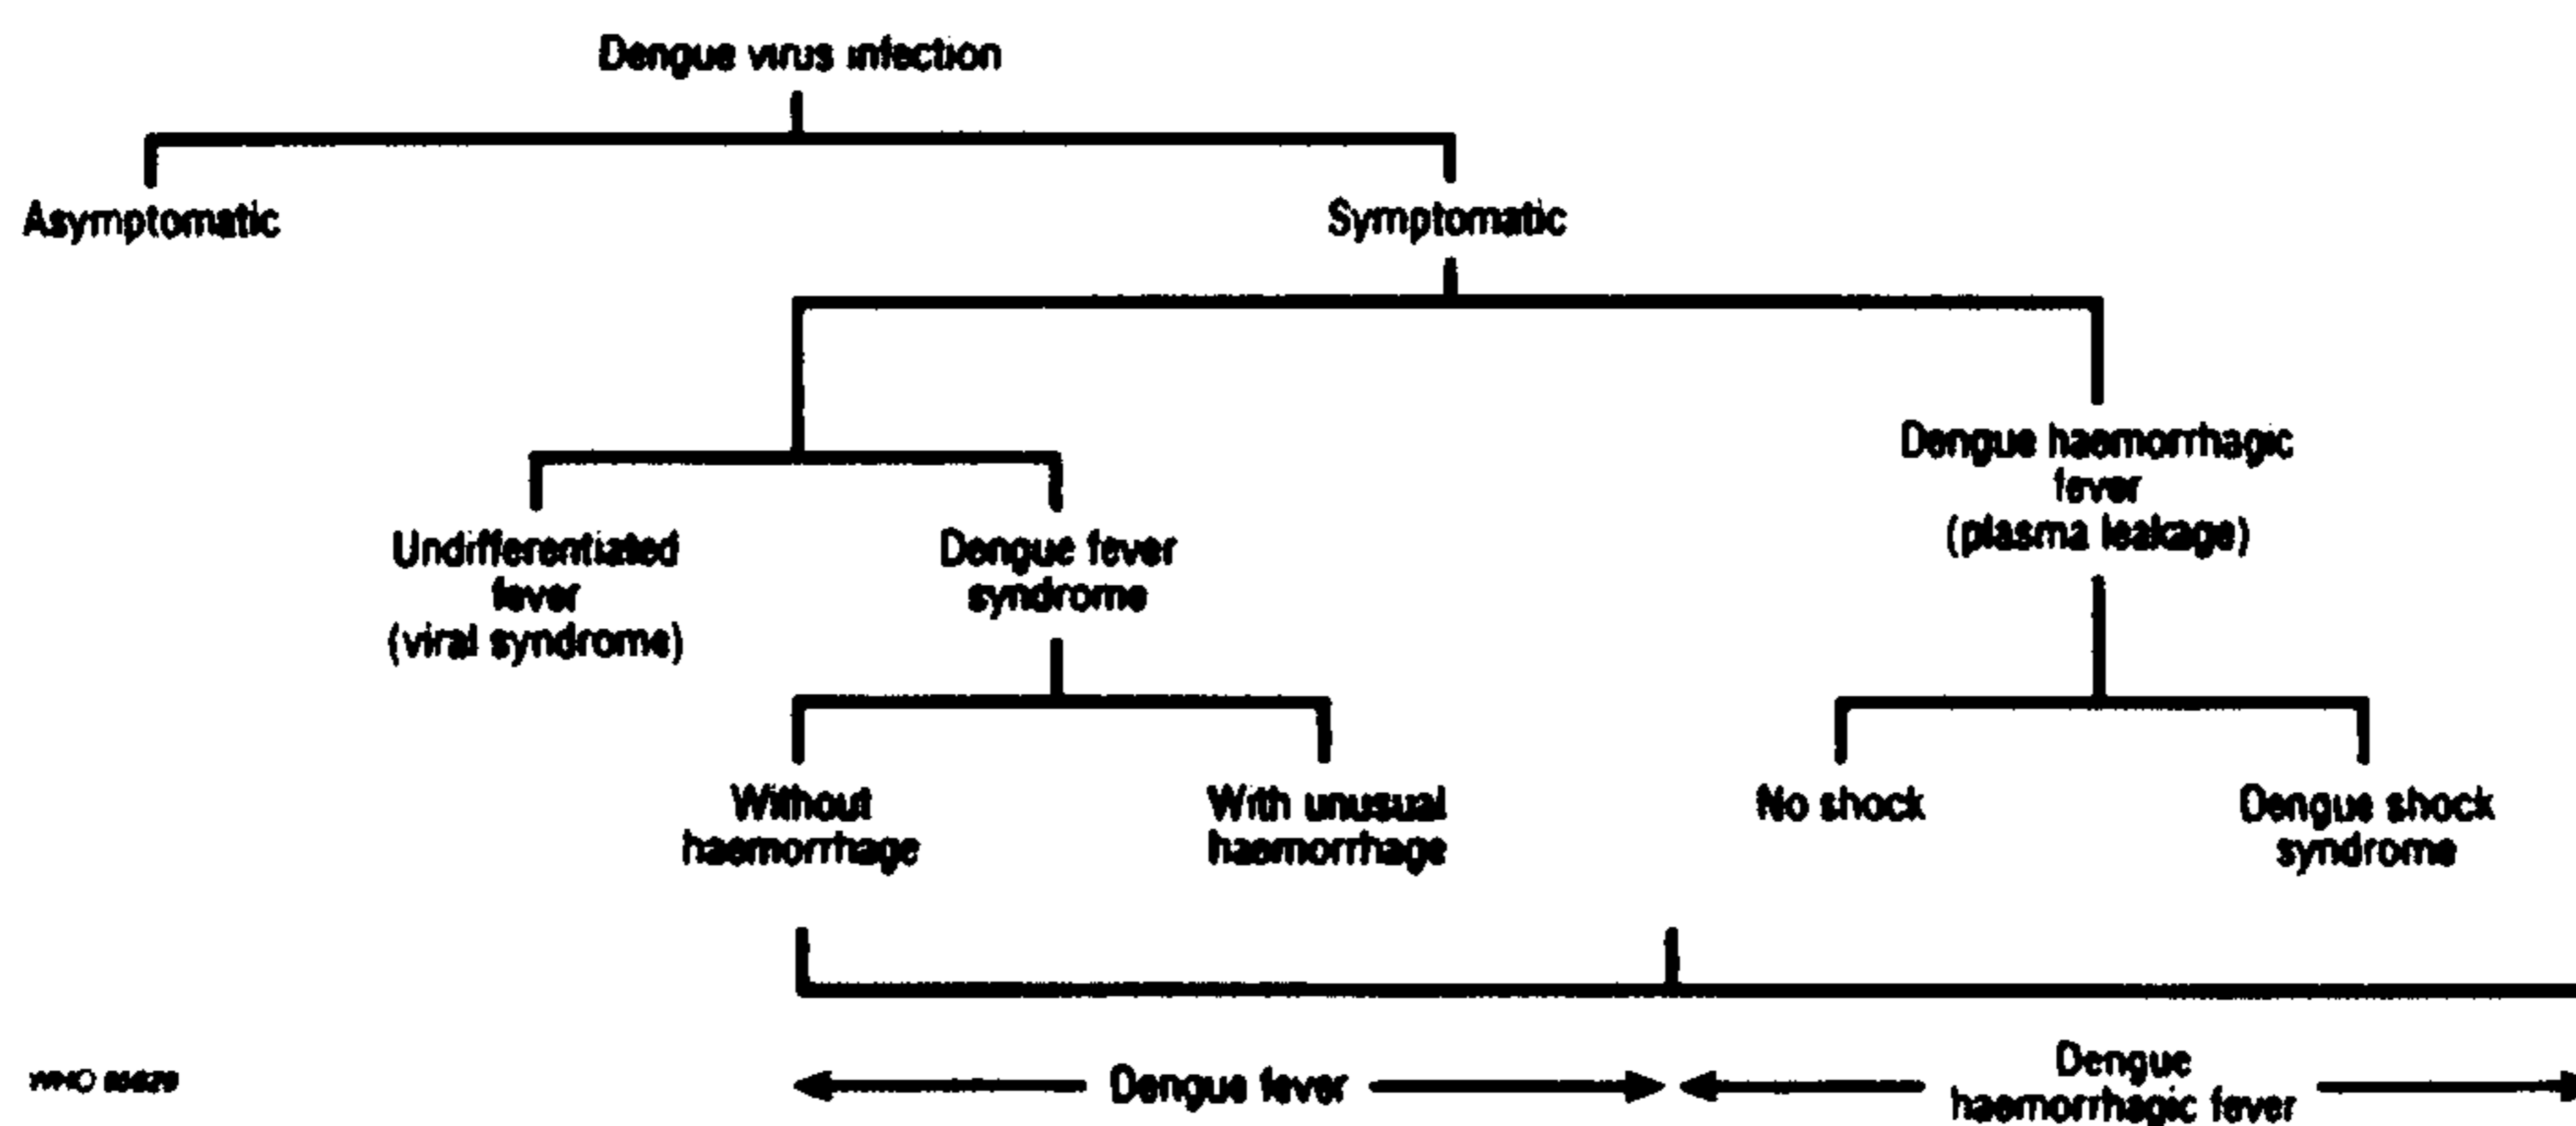 Dengue virus infection
Asymptomatic
Symptomatic
Undifferentiated
fever
(viral syndrome)
Dengue fever
syndrome
Dengue haemorrhagic
fever
(plasma leakage)
Without
haemorrhage
With unusual
haemorrhage
No shock
Dengue shock
syndrome
Dengue fever
Dengue
haemorrhagic fever
WHO